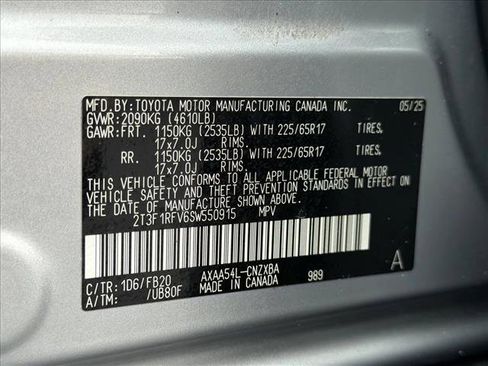 MFD.BY:TOYOTA MOTOR MANUFACTURING CANADA INC. 05/25
GVWR:2090KG (4610LB)
GAWR:FRT. 1150KG (2535LB) WITH 225/65R17 TIRES,
17x7.0J RIMS.
RR. 1150KG (2535LB) WITH 225/65R17 TIRES,
17x7.0J RIMS.
THIS VEHICLE CONFORMS TO ALL APPLICABLE FEDERAL MOTOR
VEHICLE SAFETY AND THEFT PREVENTION STANDARDS IN EFFECT
ON THE DATE OF MANUFACTURE SHOWN ABOVE.
2T3F1RFV6SW550915 MPV
C/TR: 1D6/FB20 AXAA54L-CNZXBA 989 A
A/TM: /UB80F MADE IN CANADA